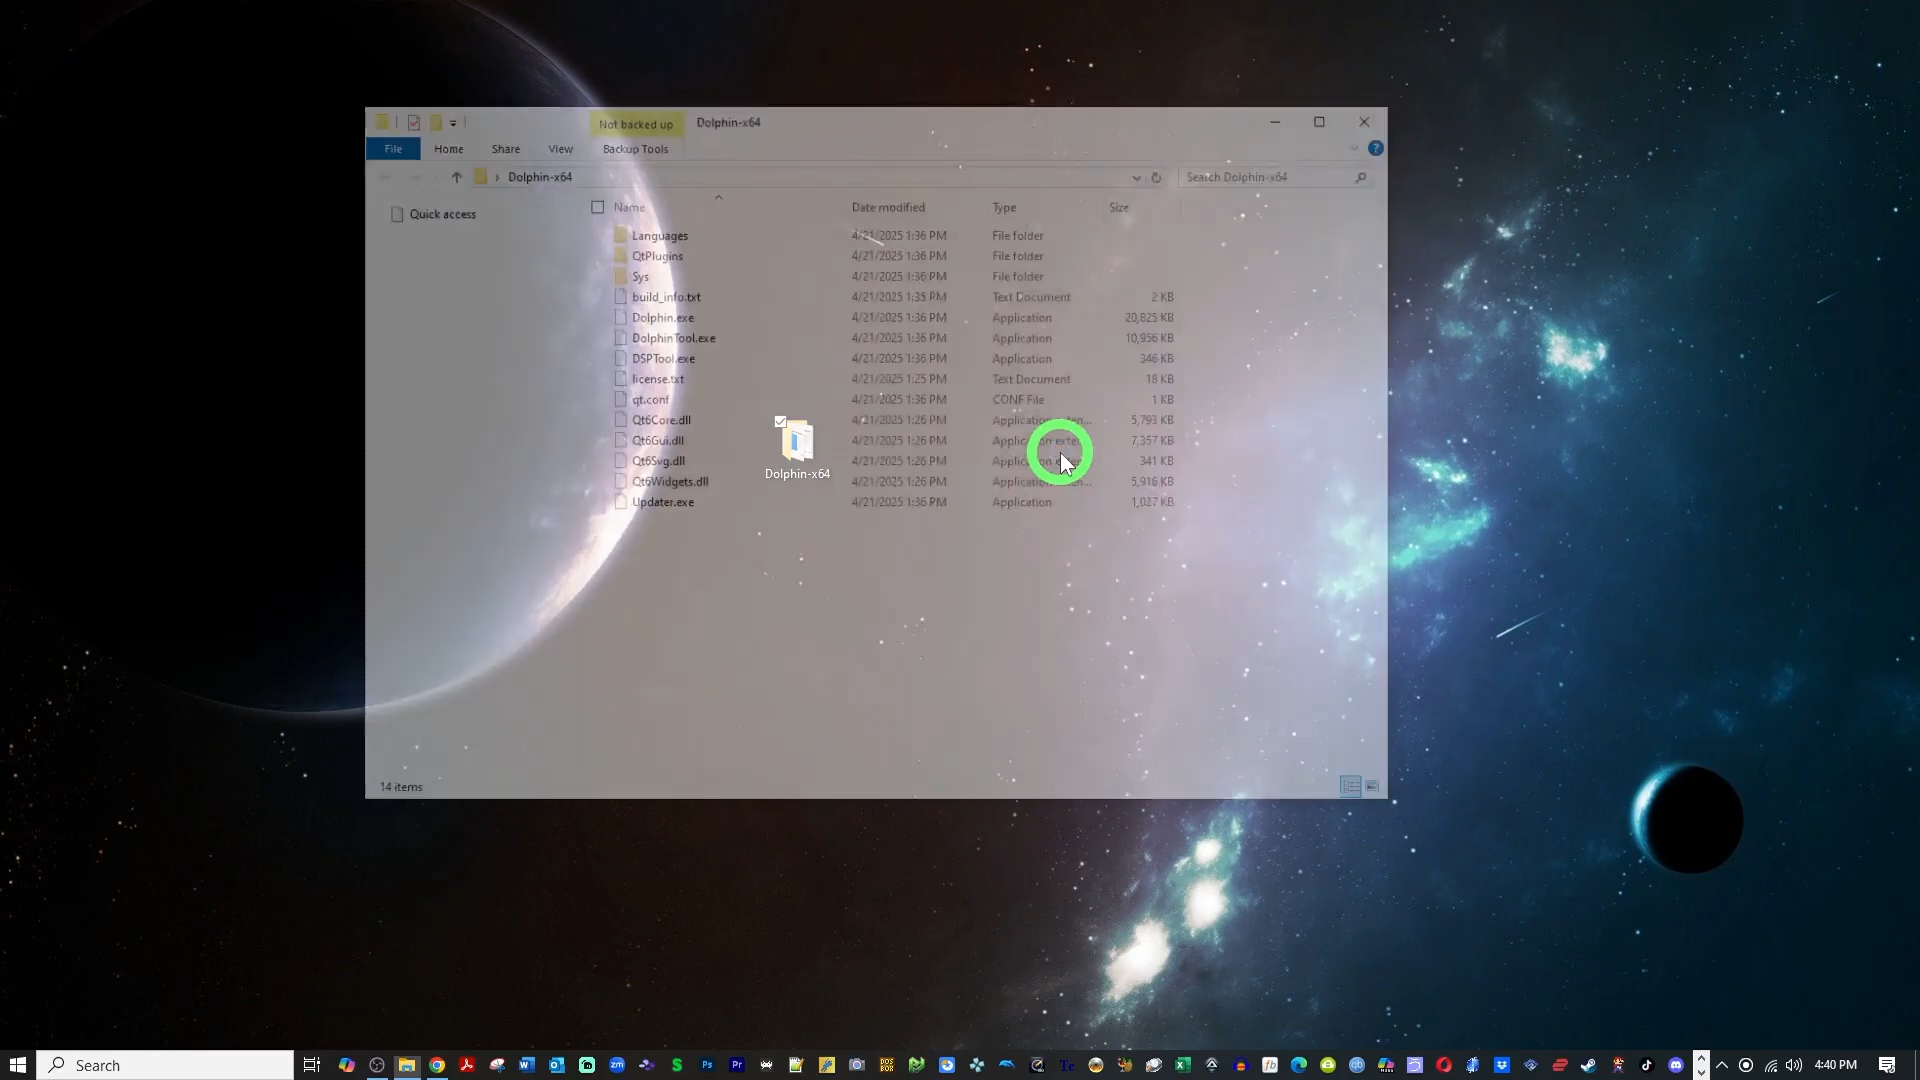 Not backed up
Dolphin-x64
File
Home
Share
View
Backup Tools
Dolphin-x64
Search Dolphin-x64
Quick access
Name
Date modified
Type
Size
Languages 4/21/2025 1:36 PM File folder
QtPlugins 4/21/2025 1:36 PM File folder
Sys 4/21/2025 1:36 PM File folder
build_info.txt 4/21/2025 1:35 PM Text Document 2 KB
Dolphin.exe 4/21/2025 1:36 PM Application 20,825 KB
DolphinTool.exe 4/21/2025 1:36 PM Application 10,956 KB
DSPTool.exe 4/21/2025 1:36 PM Application 346 KB
license.txt 4/21/2025 1:25 PM Text Document 18 KB
qt.conf 4/21/2025 1:36 PM CONF File 1 KB
Qt6Core.dll 4/21/2025 1:26 PM Application exten... 5,793 KB
Qt6Gui.dll 4/21/2025 1:26 PM Application exten... 7,357 KB
Qt6Svg.dll 4/21/2025 1:26 PM Application exten... 341 KB
Qt6Widgets.dll 4/21/2025 1:26 PM Application exten... 5,916 KB
Updater.exe 4/21/2025 1:36 PM Application 1,027 KB
Dolphin-x64
14 items
Search
4:40 PM